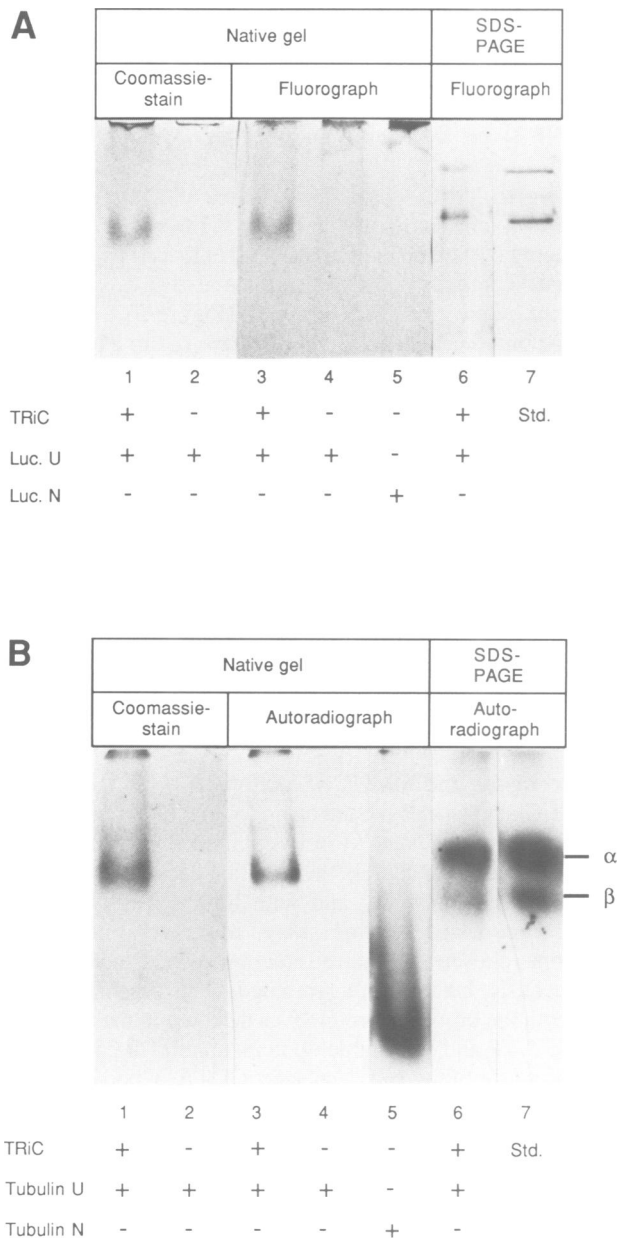 A
Native gel
SDS-
PAGE
Coomassie-
stain
Fluorograph
Fluorograph
1 2 3 4 5 6 7
TRiC + - + - - + Std.
Luc. U + + + + - +
Luc. N - - - - + -
B
Native gel
SDS-
PAGE
Coomassie-
stain
Autoradiograph
Auto-
radiograph
α
β
1 2 3 4 5 6 7
TRiC + - + - - + Std.
Tubulin U + + + + - +
Tubulin N - - - - + -